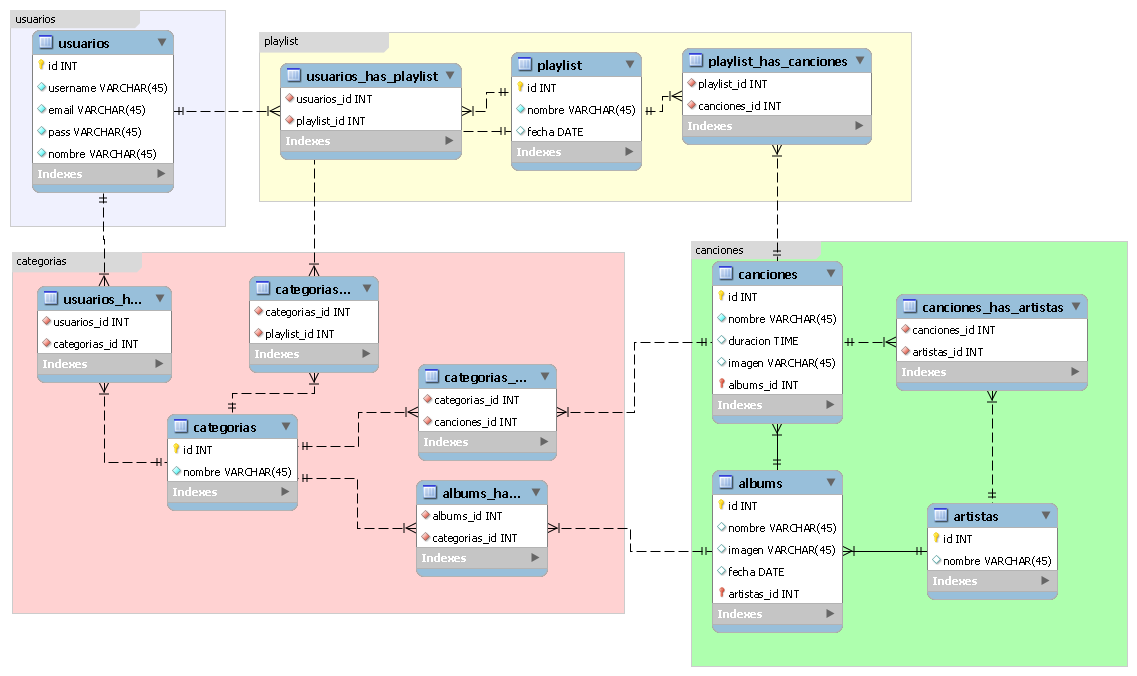 usuarios
usuarios
id INT
username VARCHAR(45)
email VARCHAR(45)
pass VARCHAR(45)
nombre VARCHAR(45)
Indexes
playlist
usuarios_has_playlist
usuarios_id INT
playlist_id INT
Indexes
playlist
id INT
nombre VARCHAR(45)
fecha DATE
Indexes
playlist_has_canciones
playlist_id INT
canciones_id INT
Indexes
categorias
usuarios_h...
usuarios_id INT
categorias_id INT
Indexes
categorias...
categorias_id INT
playlist_id INT
Indexes
categorias_...
categorias_id INT
canciones_id INT
Indexes
categorias
id INT
nombre VARCHAR(45)
Indexes
albums_ha...
albums_id INT
categorias_id INT
Indexes
canciones
canciones
id INT
nombre VARCHAR(45)
duracion TIME
imagen VARCHAR(45)
albums_id INT
Indexes
canciones_has_artistas
canciones_id INT
artistas_id INT
Indexes
albums
id INT
nombre VARCHAR(45)
imagen VARCHAR(45)
fecha DATE
artistas_id INT
Indexes
artistas
id INT
nombre VARCHAR(45)
Indexes